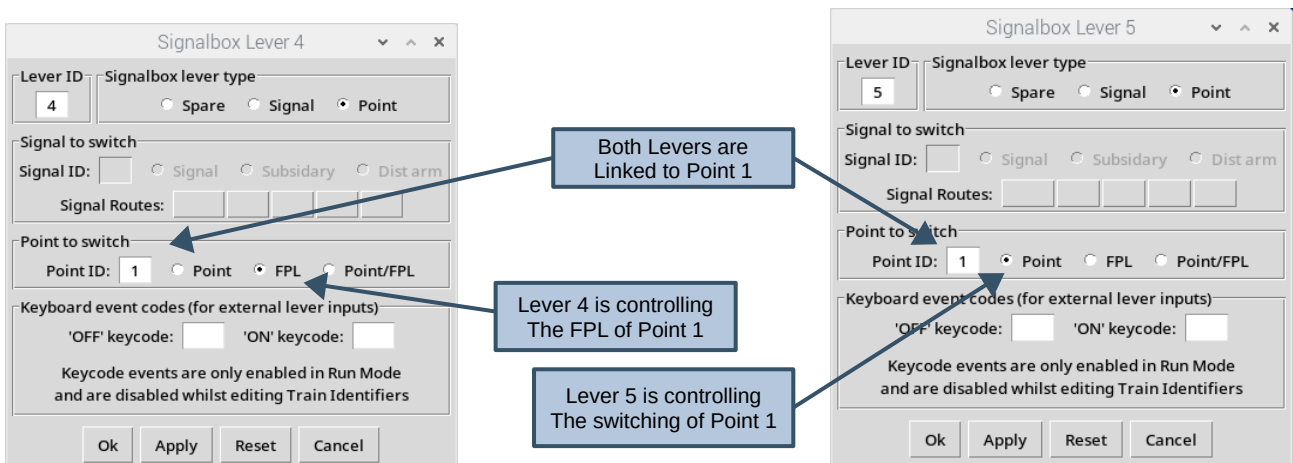 Signalbox Lever 4
Lever ID
Signalbox lever type
4
Spare
Signal
Point
Signal to switch
Signal ID:
Signal
Subsidary
Dist arm
Signal Routes:
Point to switch
Point ID:
1
Point
FPL
Point/FPL
Keyboard event codes (for external lever inputs)
'OFF' keycode:
'ON' keycode:
Keycode events are only enabled in Run Mode
and are disabled whilst editing Train Identifiers
Ok
Apply
Reset
Cancel
Both Levers are
Linked to Point 1
Lever 4 is controlling
The FPL of Point 1
Lever 5 is controlling
The switching of Point 1
Signalbox Lever 5
Lever ID
Signalbox lever type
5
Spare
Signal
Point
Signal to switch
Signal ID:
Signal
Subsidary
Dist arm
Signal Routes:
Point to switch
Point ID:
1
Point
FPL
Point/FPL
Keyboard event codes (for external lever inputs)
'OFF' keycode:
'ON' keycode:
Keycode events are only enabled in Run Mode
and are disabled whilst editing Train Identifiers
Ok
Apply
Reset
Cancel